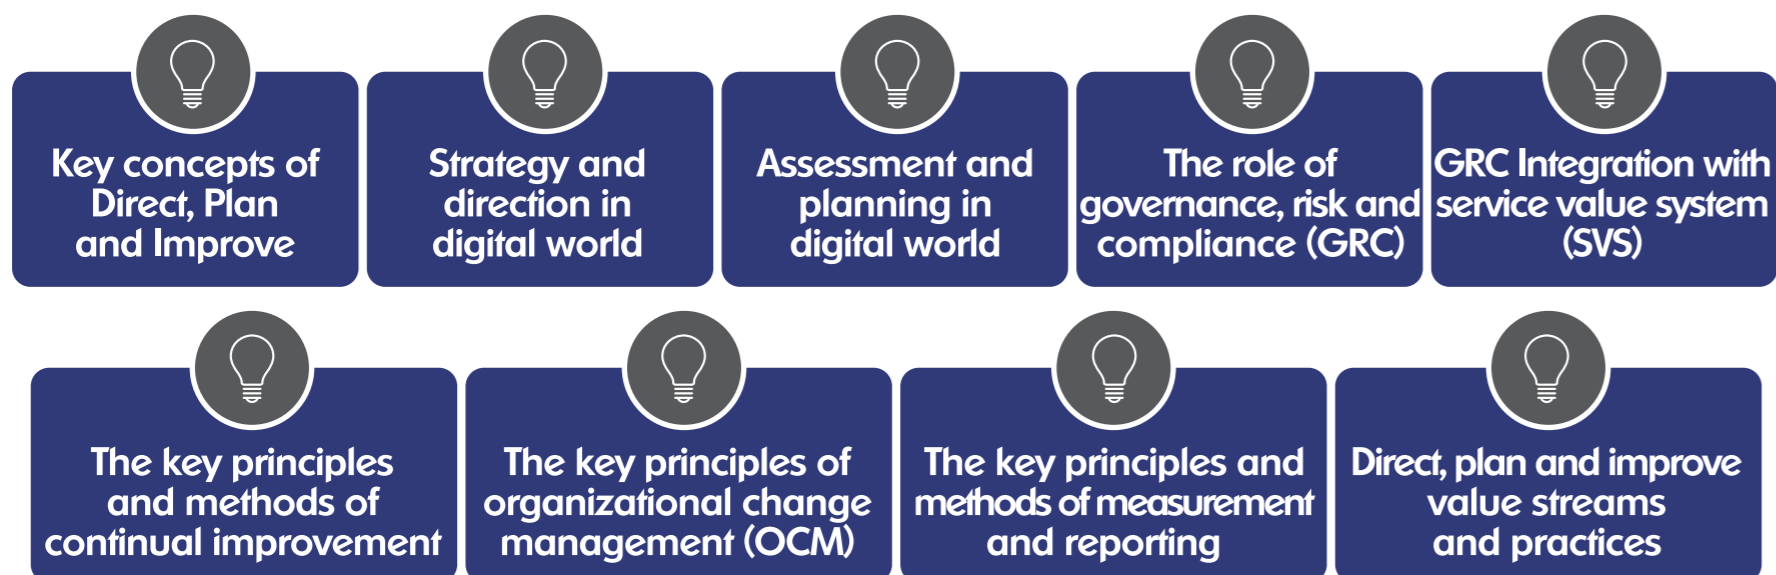 Key concepts of
Direct, Plan
and Improve
Strategy and
direction in
digital world
Assessment and
planning in
digital world
The role of
governance, risk and
compliance (GRC)
GRC Integration with
service value system
(SVS)
The key principles
and methods of
continual improvement
The key principles of
organizational change
management (OCM)
The key principles and
methods of measurement
and reporting
Direct, plan and improve
value streams
and practices